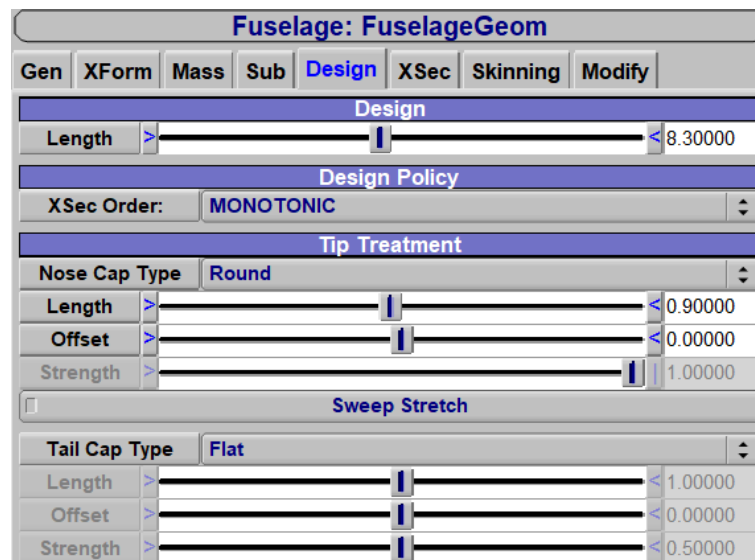 Fuselage: FuselageGeom
Gen XForm Mass Sub Design XSec Skinning Modify
Design
Length > < 8.30000
Design Policy
XSec Order: MONOTONIC
Tip Treatment
Nose Cap Type Round
Length > < 0.90000
Offset > < 0.00000
Strength > | 1.00000
Sweep Stretch
Tail Cap Type Flat
Length > < 1.00000
Offset > < 0.00000
Strength > < 0.50000